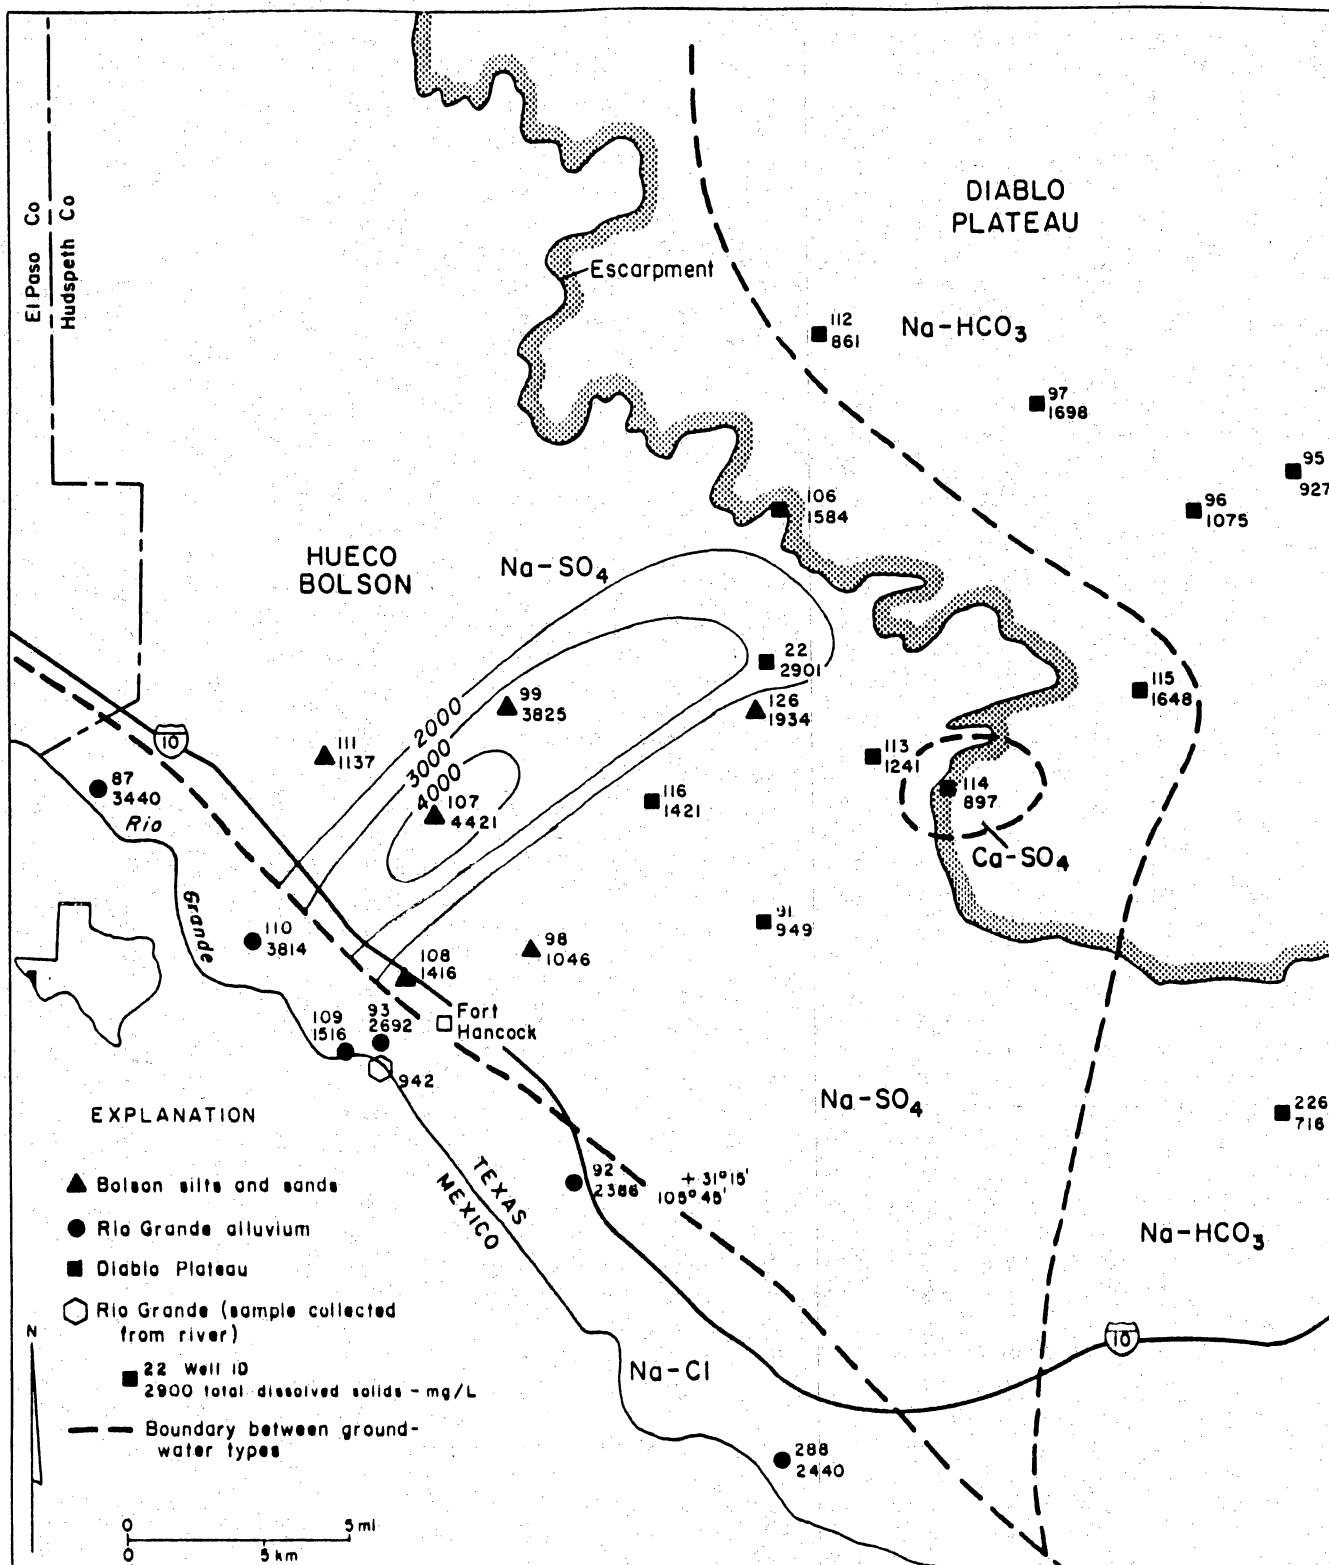 El Paso Co
Hudspeth Co
DIABLO
PLATEAU
Escarpment
112
861
Na-HCO₃
97
1698
95
927
96
1075
106
1584
HUECO
BOLSON
Na-SO₄
22
2901
126
1934
115
1648
99
3825
2000
3000
4000
111
1137
10
107
4421
113
1241
114
897
116
1421
Ca-SO₄
87
3440
Rio
Grande
110
3814
91
949
98
1046
108
1416
Fort
Hancock
109
1516
93
2692
942
Na-SO₄
226
716
92
2386
+ 31°15'
105°45'
TEXAS
MEXICO
Na-HCO₃
10
Na-Cl
288
2440
EXPLANATION
Bolson silts and sands
Rio Grande alluvium
Diablo Plateau
Rio Grande (sample collected
from river)
22 Well ID
2900 total dissolved solids - mg/L
Boundary between ground-
water types
N
0 5 mi
0 5 km